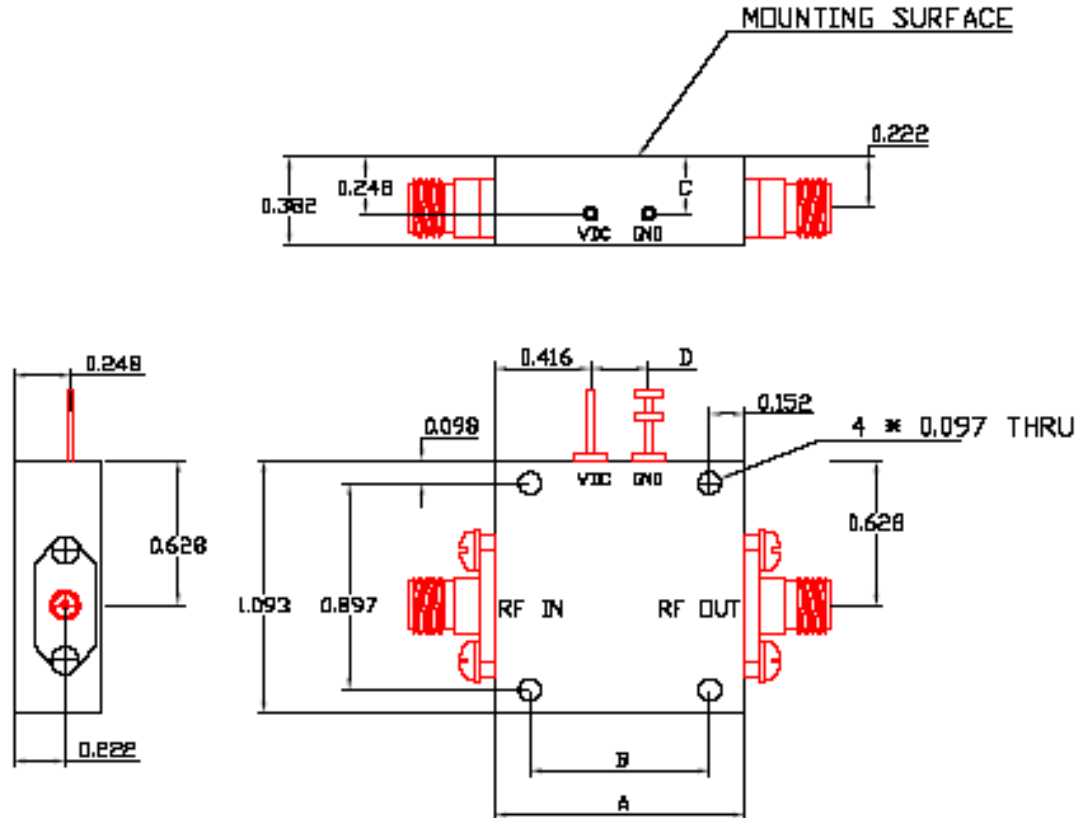 MOUNTING SURFACE
0.222
0.248
C
0.382
VDC GND
0.248
0.416
D
0.152
0.098
4 * 0.097 THRU
VDC GND
0.628
0.628
1.093
0.897
RF IN
RF OUT
0.222
B
A